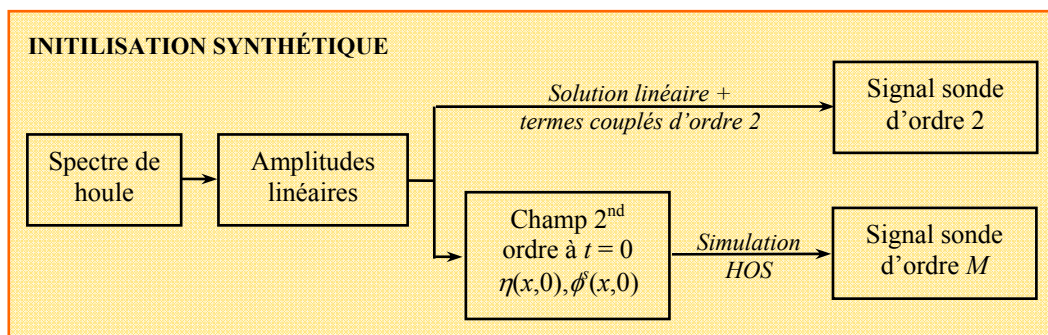 INITILISATION SYNTHÉTIQUE
Spectre de
houle
Amplitudes
linéaires
Solution linéaire +
termes couplés d'ordre 2
Signal sonde
d'ordre 2
Champ 2nd
ordre à t = 0
η(x,0),ϕs(x,0)
Simulation
HOS
Signal sonde
d'ordre M